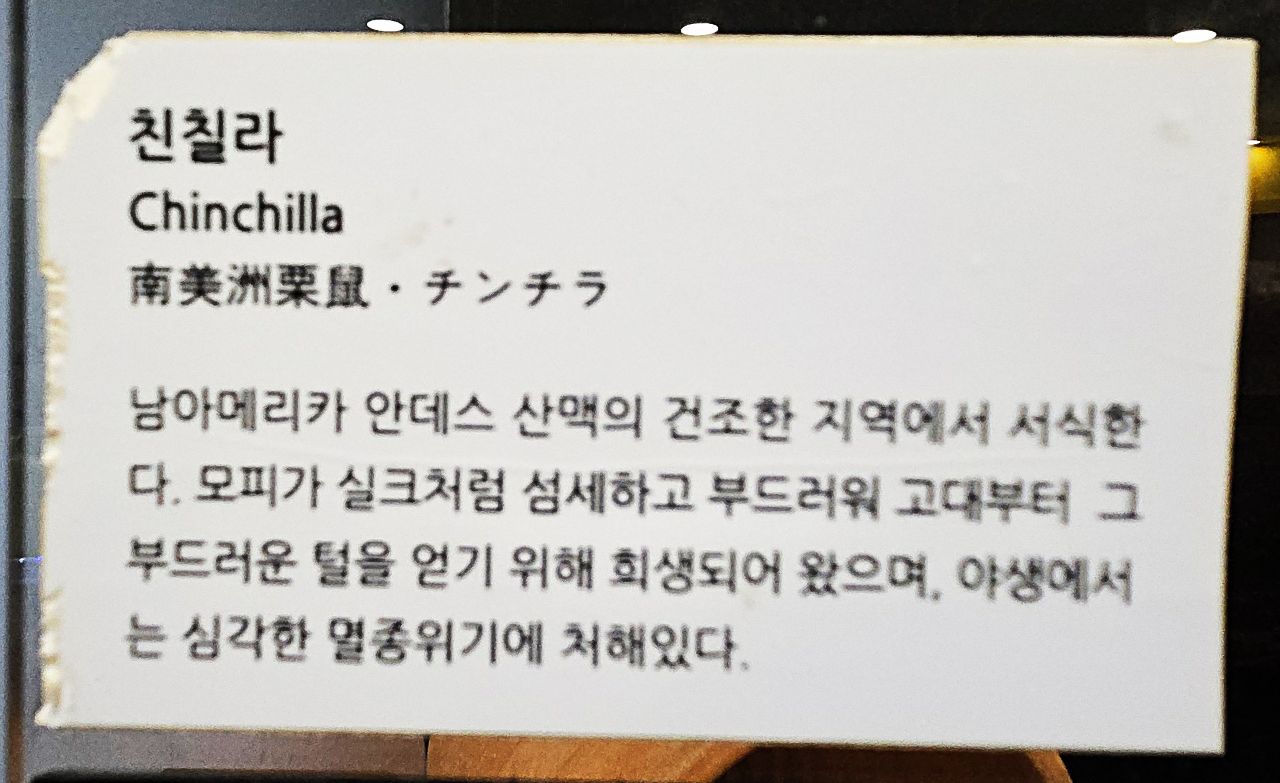 친칠라
Chinchilla
南美洲栗鼠・チンチラ
남아메리카 안데스 산맥의 건조한 지역에서 서식한
다. 모피가 실크처럼 섬세하고 부드러워 고대부터 그
부드러운 털을 얻기 위해 희생되어 왔으며, 야생에서
는 심각한 멸종위기에 처해있다.